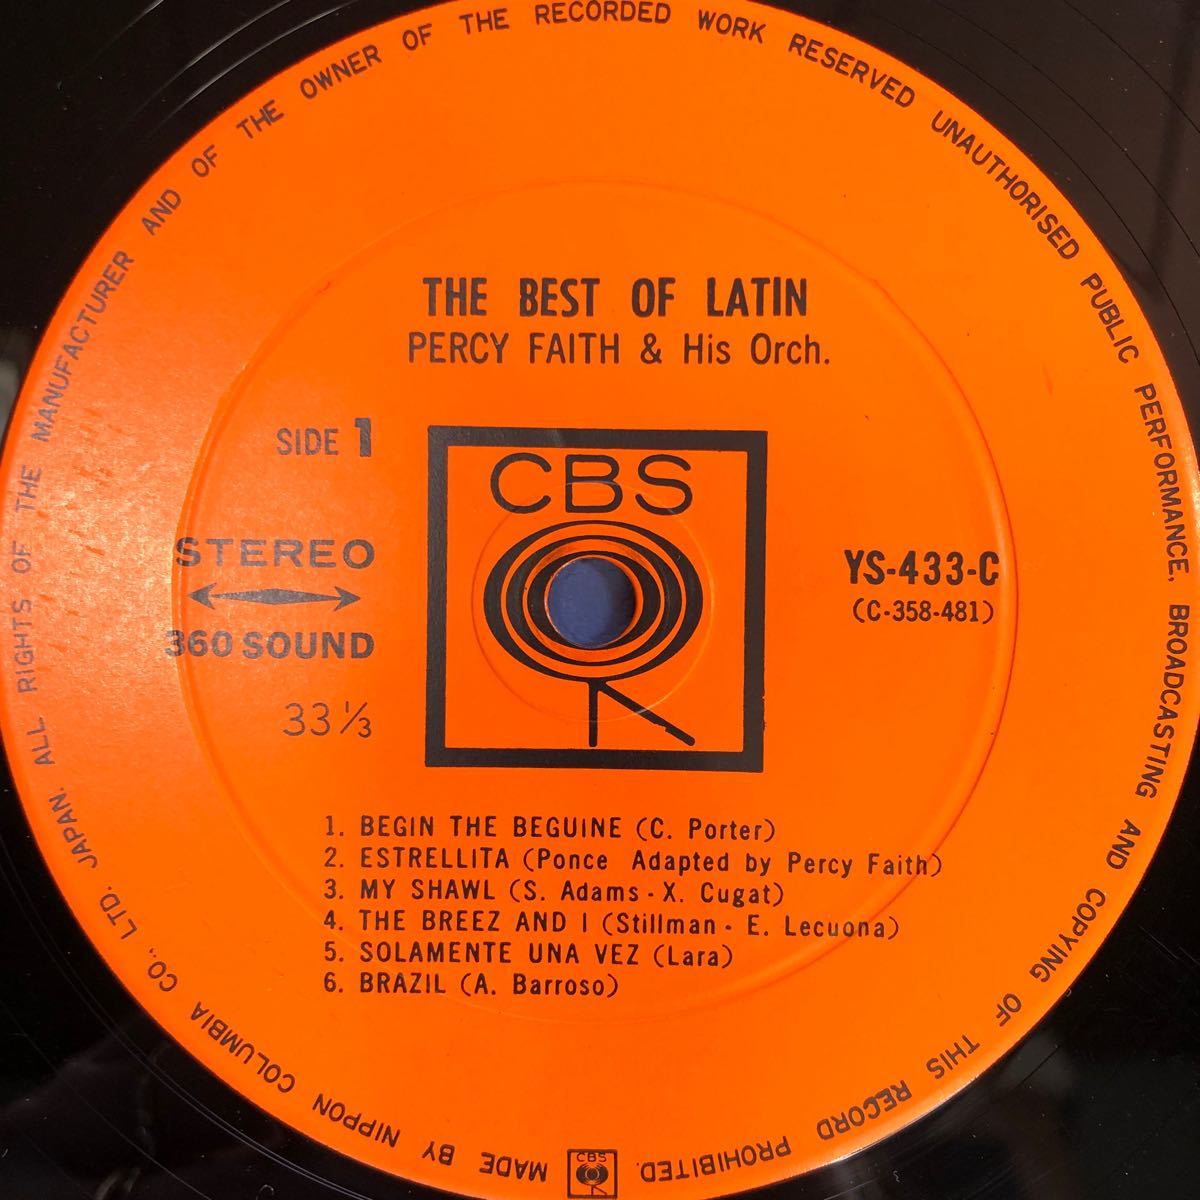 THE BEST OF LATIN
PERCY FAITH & His Orch.
SIDE 1
CBS
STEREO
360 SOUND
33 ⅓
YS-433-C
(C-358-481)
1. BEGIN THE BEGUINE (C. Porter)
2. ESTRELLITA (Ponce Adapted by Percy Faith)
3. MY SHAWL (S. Adams - X. Cugat)
4. THE BREEZ AND I (Stillman - E. Lecuona)
5. SOLAMENTE UNA VEZ (Lara)
6. BRAZIL (A. Barroso)
MADE BY NIPPON COLUMBIA CO., LTD. JAPAN. ALL RIGHTS OF THE MANUFACTURER AND OF THE OWNER OF THE RECORDED WORK RESERVED UNAUTHORISED PUBLIC PERFORMANCE, BROADCASTING AND COPYING OF THIS RECORD PROHIBITED.
CBS